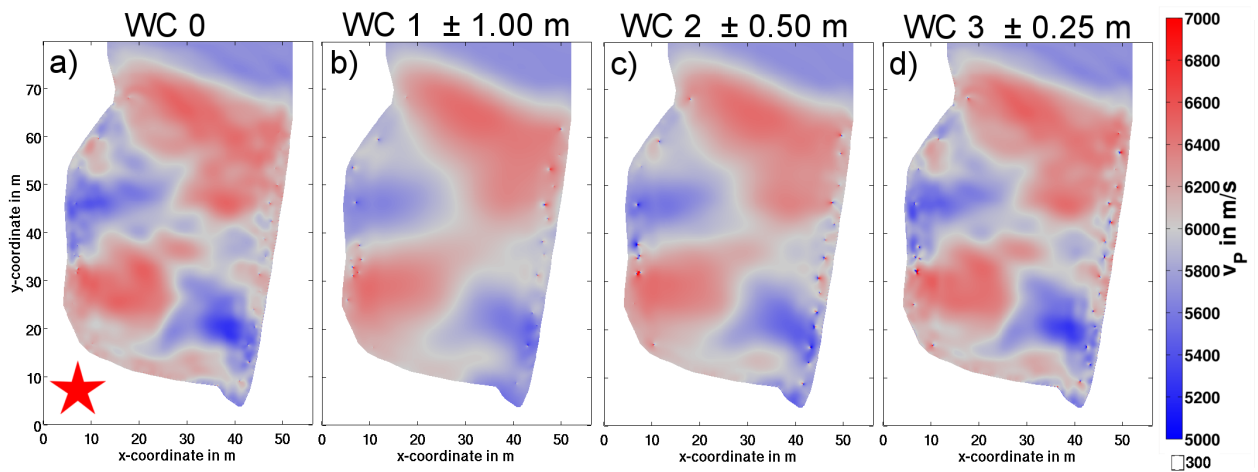 WC 0
WC 1 ± 1.00 m
WC 2 ± 0.50 m
WC 3 ± 0.25 m
a)
b)
c)
d)
70
60
50
40
30
20
10
0
y-coordinate in m
0 10 20 30 40 50
x-coordinate in m
0 10 20 30 40 50
x-coordinate in m
0 10 20 30 40 50
x-coordinate in m
0 10 20 30 40 50
x-coordinate in m
7000
6800
6600
6400
6200
6000
5800
5600
5400
5200
5000
300
vP in m/s